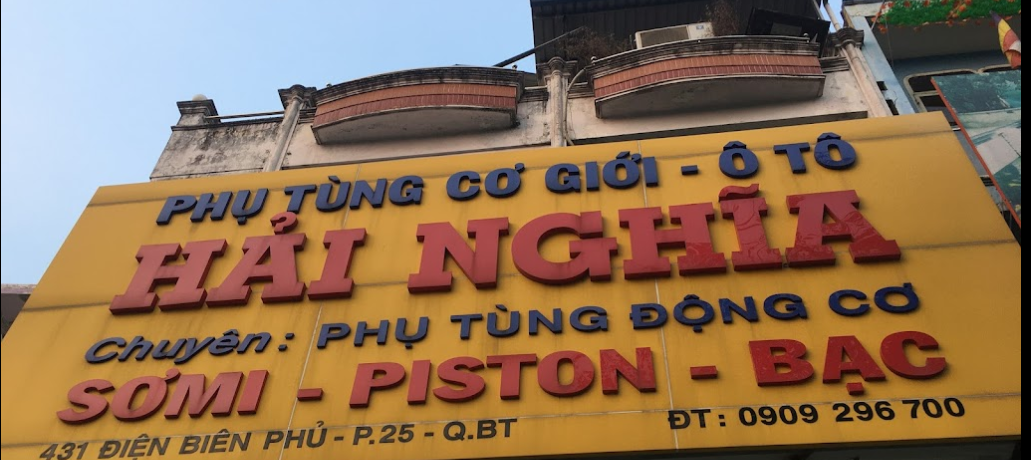 PHỤ TÙNG CƠ GIỚI - Ô TÔ
HẢI NGHĨA
Chuyên: PHỤ TÙNG ĐỘNG CƠ
SƠMI - PISTON - BẠC
431 ĐIỆN BIÊN PHỦ - P.25 - Q.BT ĐT: 0909 296 700